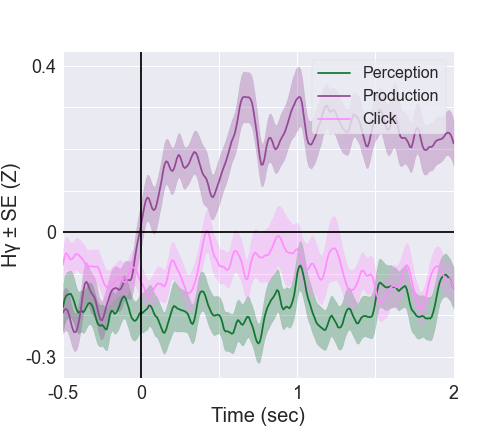 0.4
Perception
Production
Click
Hγ ± SE (Z)
0
-0.3
-0.5
0
1
2
Time (sec)